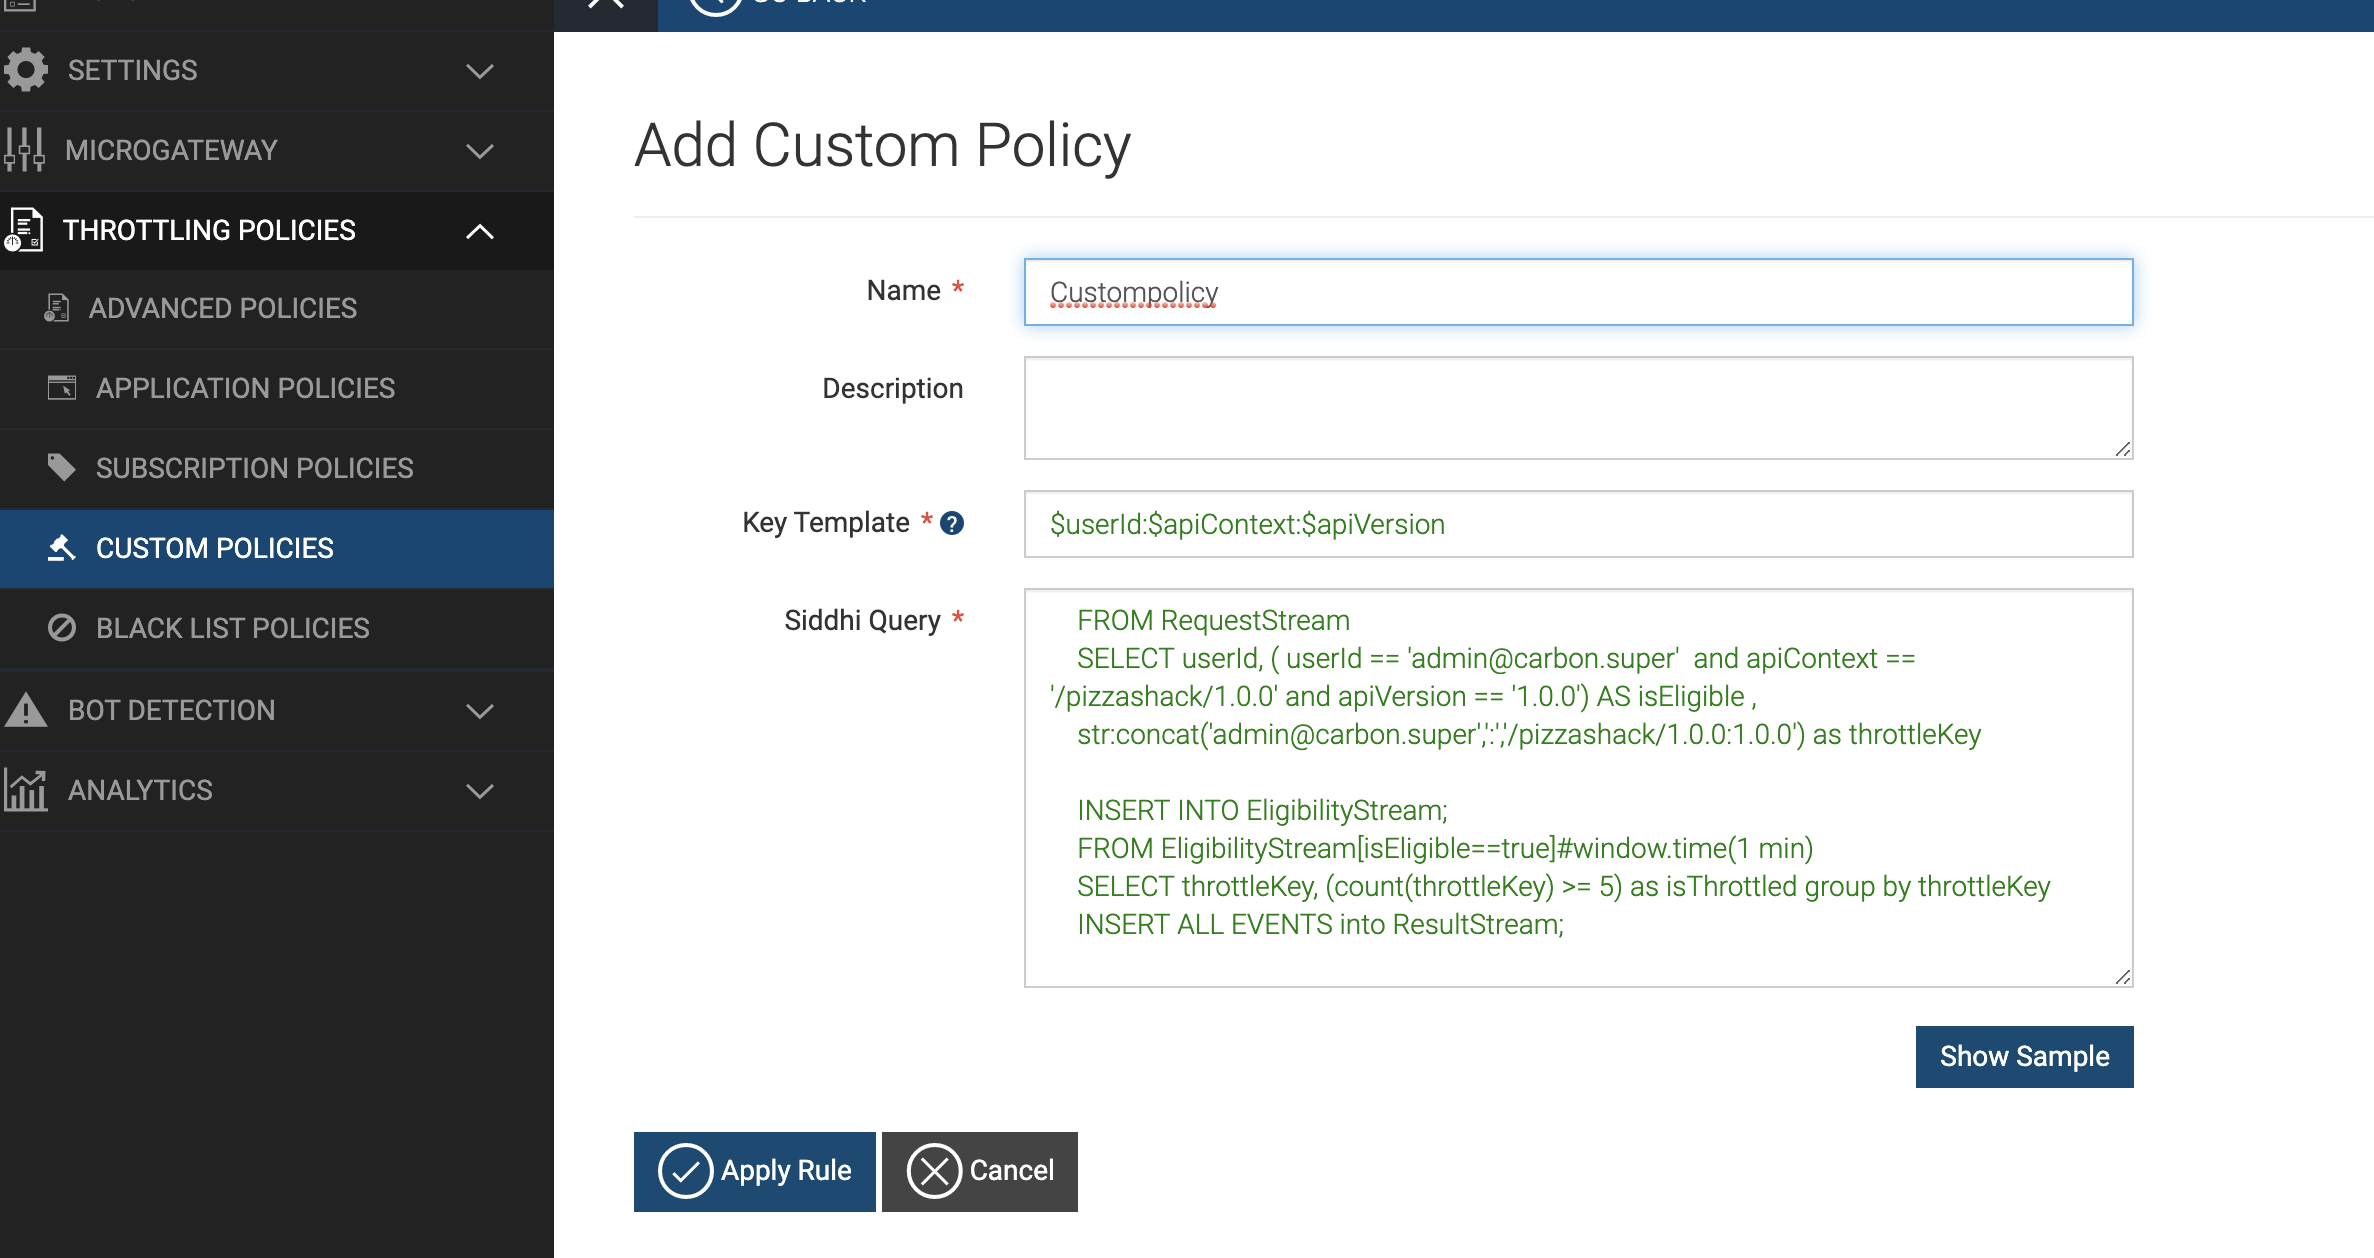 SETTINGS
MICROGATEWAY
THROTTLING POLICIES
ADVANCED POLICIES
APPLICATION POLICIES
SUBSCRIPTION POLICIES
CUSTOM POLICIES
BLACK LIST POLICIES
BOT DETECTION
ANALYTICS
GO BACK
Add Custom Policy
Name *
Custompolicy
Description
Key Template * ?
$userId:$apiContext:$apiVersion
Siddhi Query *
FROM RequestStream
SELECT userId, ( userId == 'admin@carbon.super'  and apiContext ==
'/pizzashack/1.0.0' and apiVersion == '1.0.0') AS isEligible ,
str:concat('admin@carbon.super',':','/pizzashack/1.0.0:1.0.0') as throttleKey
INSERT INTO EligibilityStream;
FROM EligibilityStream[isEligible==true]#window.time(1 min)
SELECT throttleKey, (count(throttleKey) >= 5) as isThrottled group by throttleKey
INSERT ALL EVENTS into ResultStream;
Show Sample
Apply Rule
Cancel